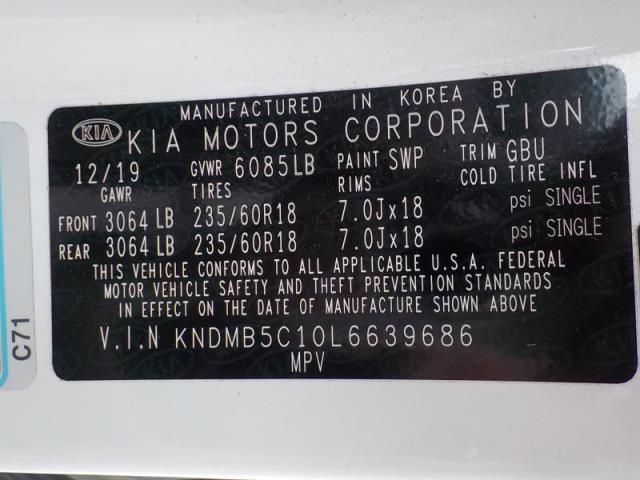 MANUFACTURED IN KOREA BY
KIA KIA MOTORS CORPORATION
12/19 GVWR 6085LB PAINT SWP TRIM GBU
GAWR TIRES RIMS COLD TIRE INFL
FRONT 3064 LB 235/60R18 7.0Jx18 psi SINGLE
REAR 3064 LB 235/60R18 7.0Jx18 psi SINGLE
THIS VEHICLE CONFORMS TO ALL APPLICABLE U.S.A. FEDERAL
MOTOR VEHICLE SAFETY AND THEFT PREVENTION STANDARDS
IN EFFECT ON THE DATE OF MANUFACTURE SHOWN ABOVE
V.I.N KNDMB5C10L6639686
MPV
C71